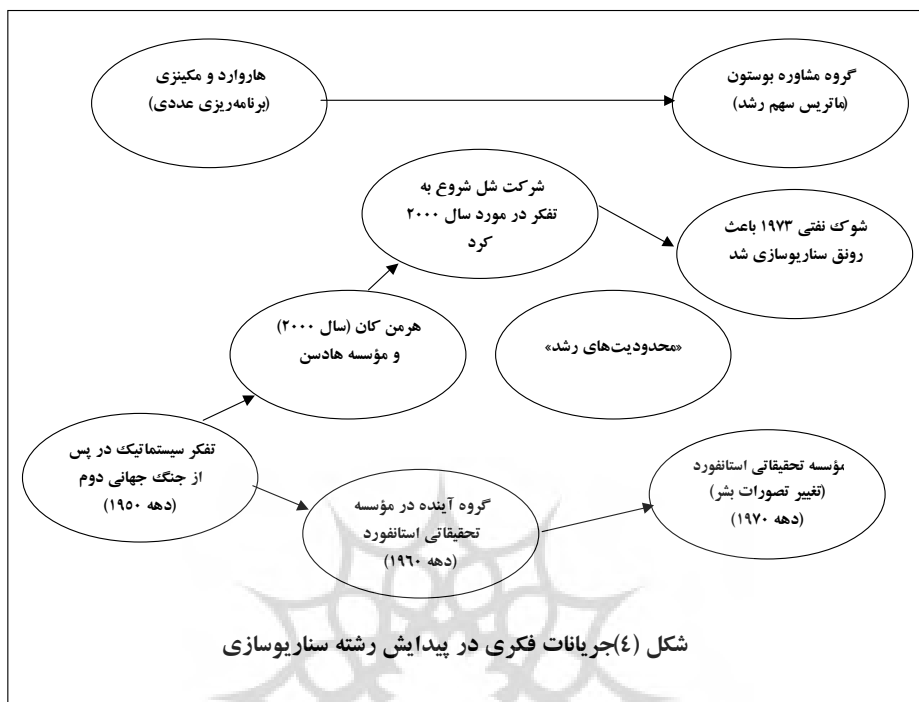 هاروارد و مکینزی
(برنامه‌ریزی عددی)
گروه مشاوره بوستون
(ماتریس سهم رشد)
شرکت شل شروع به
تفکر در مورد سال ۲۰۰۰
کرد
شوک نفتی ۱۹۷۳ باعث
رونق سناریوسازی شد
هرمن کان (سال ۲۰۰۰)
و مؤسسه هادسن
«محدودیت‌های رشد»
تفکر سیستماتیک در پس
از جنگ جهانی دوم
(دهه ۱۹۵۰)
گروه آینده در مؤسسه
تحقیقاتی استانفورد
(دهه ۱۹۶۰)
مؤسسه تحقیقاتی استانفورد
(تغییر تصورات بشر)
(دهه ۱۹۷۰)
شکل (٤)جریانات فکری در پیدایش رشته سناریوسازی